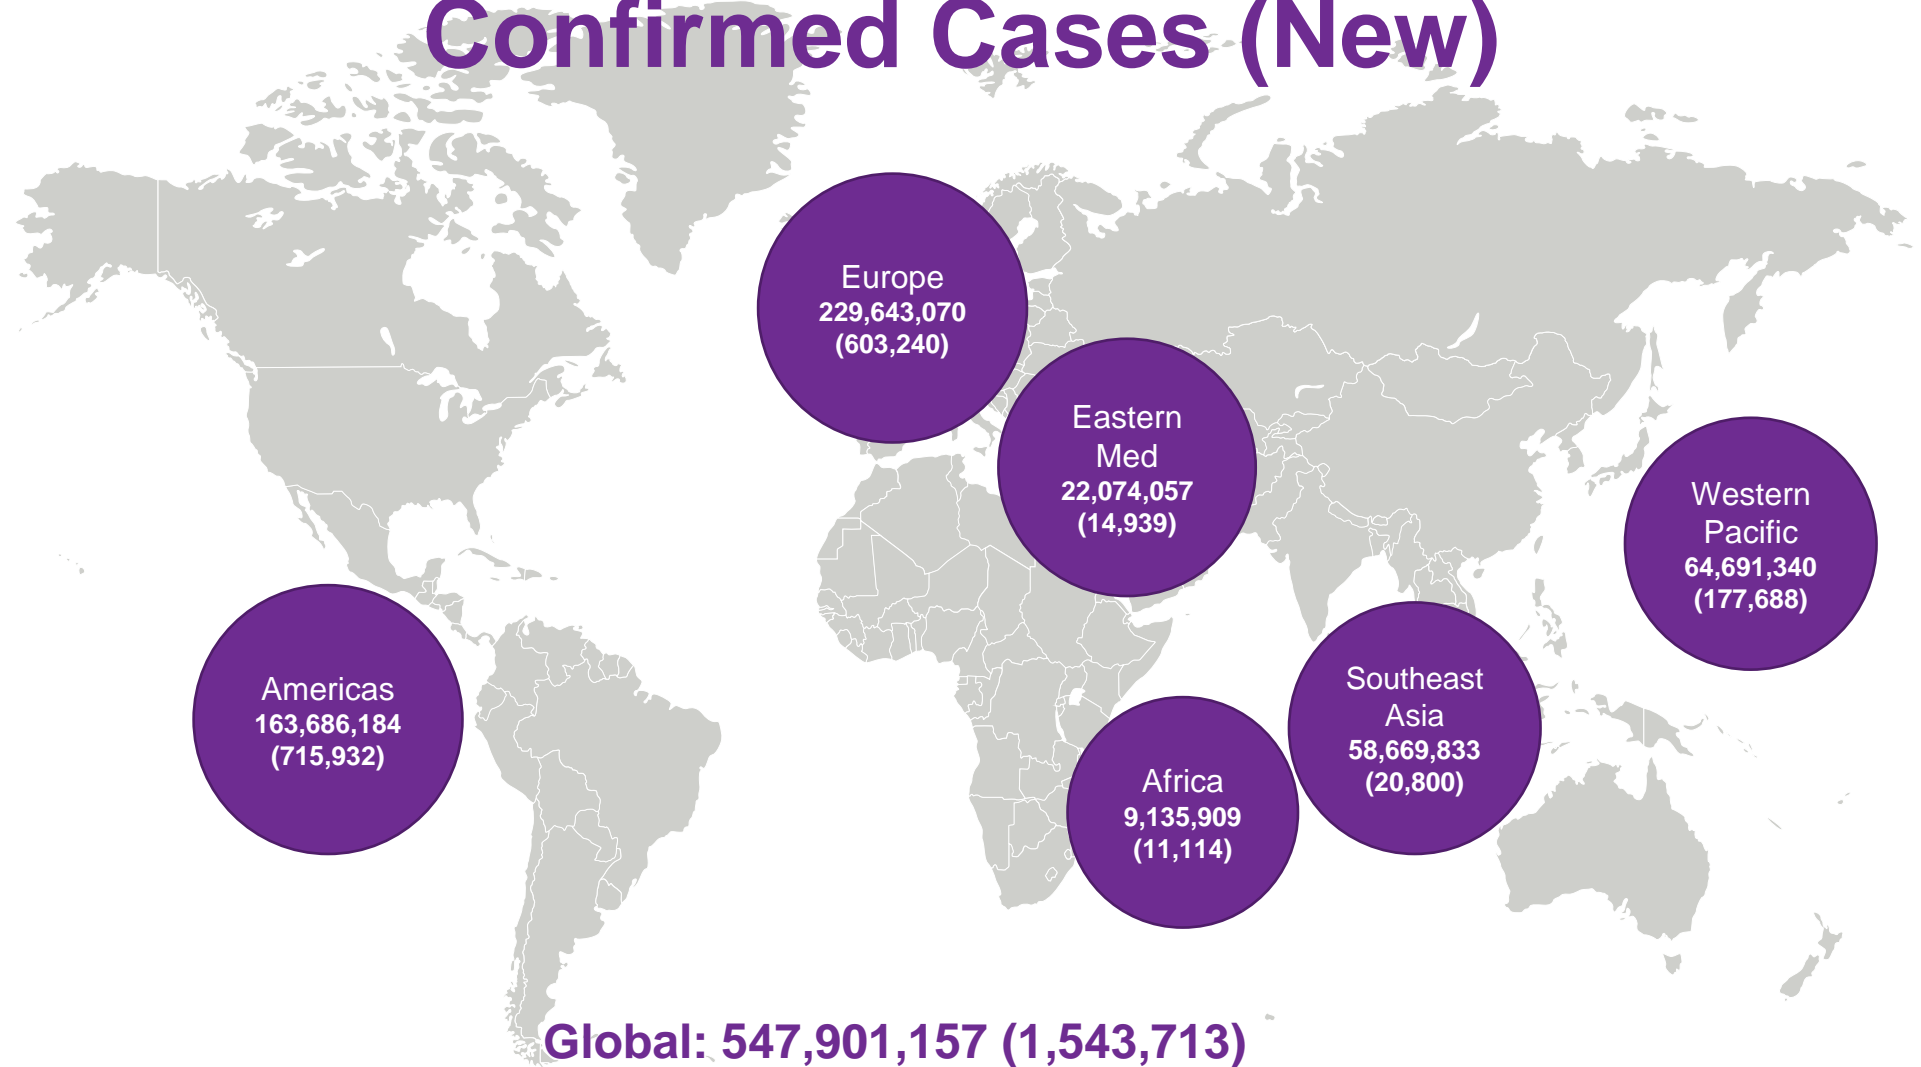 Confirmed Cases (New)
Europe
229,643,070
(603,240)
Eastern
Med
22,074,057
(14,939)
Western
Pacific
64,691,340
(177,688)
Americas
163,686,184
(715,932)
Southeast
Asia
58,669,833
(20,800)
Africa
9,135,909
(11,114)
Global: 547,901,157 (1,543,713)